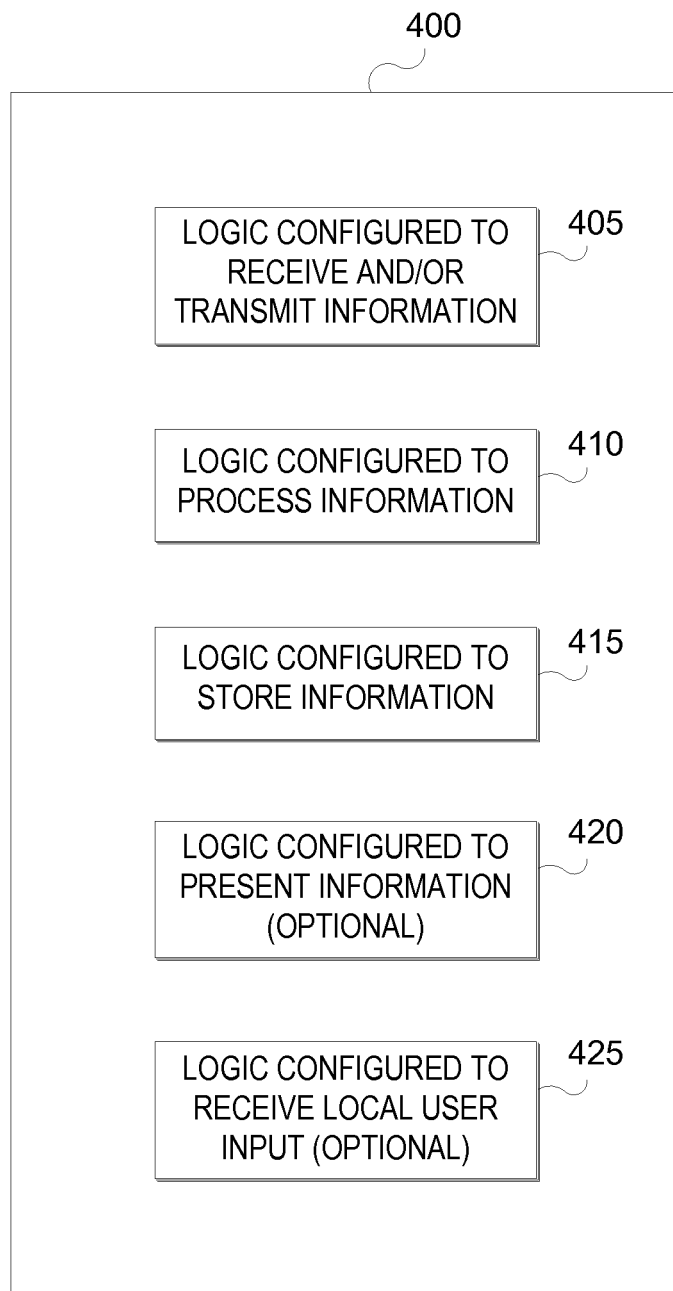 400
LOGIC CONFIGURED TO
RECEIVE AND/OR
TRANSMIT INFORMATION
405
LOGIC CONFIGURED TO
PROCESS INFORMATION
410
LOGIC CONFIGURED TO
STORE INFORMATION
415
LOGIC CONFIGURED TO
PRESENT INFORMATION
(OPTIONAL)
420
LOGIC CONFIGURED TO
RECEIVE LOCAL USER
INPUT (OPTIONAL)
425